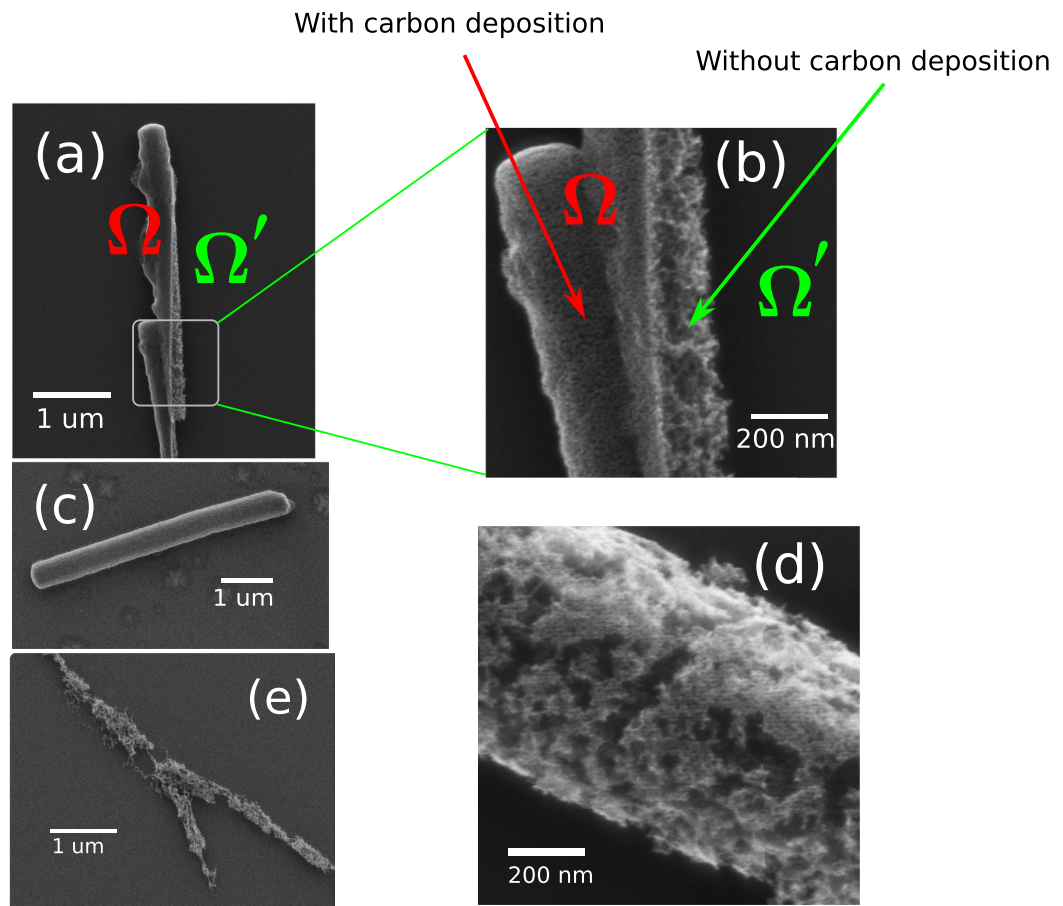 With carbon deposition
Without carbon deposition
(a)
Ω
Ω′
1 um
(b)
Ω
Ω′
200 nm
(c)
1 um
(d)
200 nm
(e)
1 um